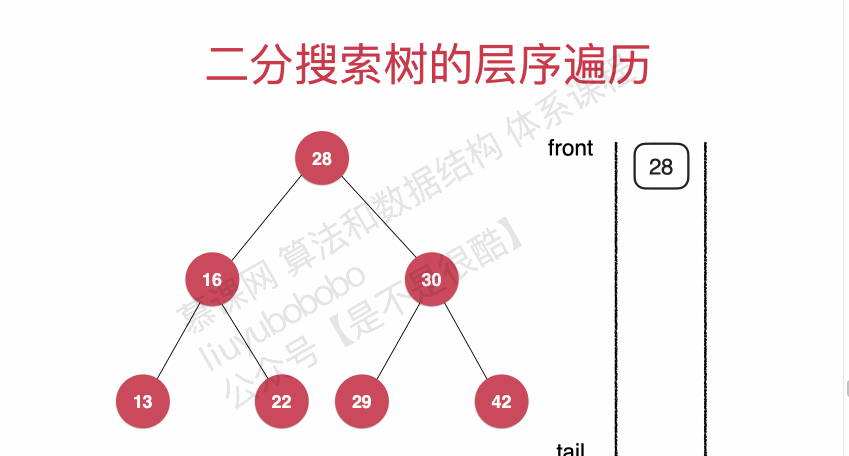 二分搜索树的层序遍历
28
front
28
16
30
13
22
29
42
tail
慕课网 算法和数据结构 体系课程
liuyubobobo
公众号【是不是很酷】